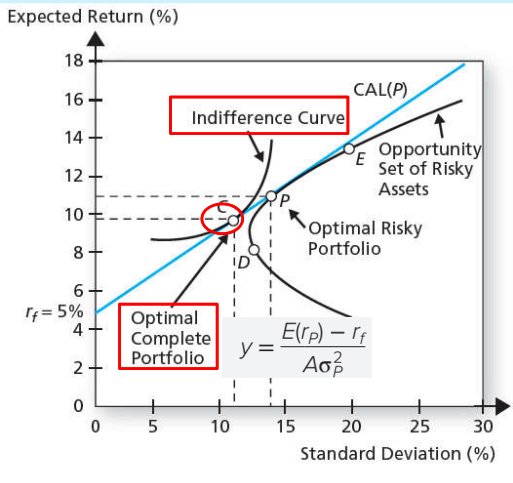 Expected Return (%)
18
16
14
12
10
8
6
4
2
0
r_f = 5%
CAL(P)
Indifference Curve
E
Opportunity
Set of Risky
Assets
P
C
Optimal Risky
Portfolio
D
Optimal
Complete
Portfolio
y = \frac{E(r_P) - r_f}{A\sigma_P^2}
0
5
10
15
20
25
30
Standard Deviation (%)